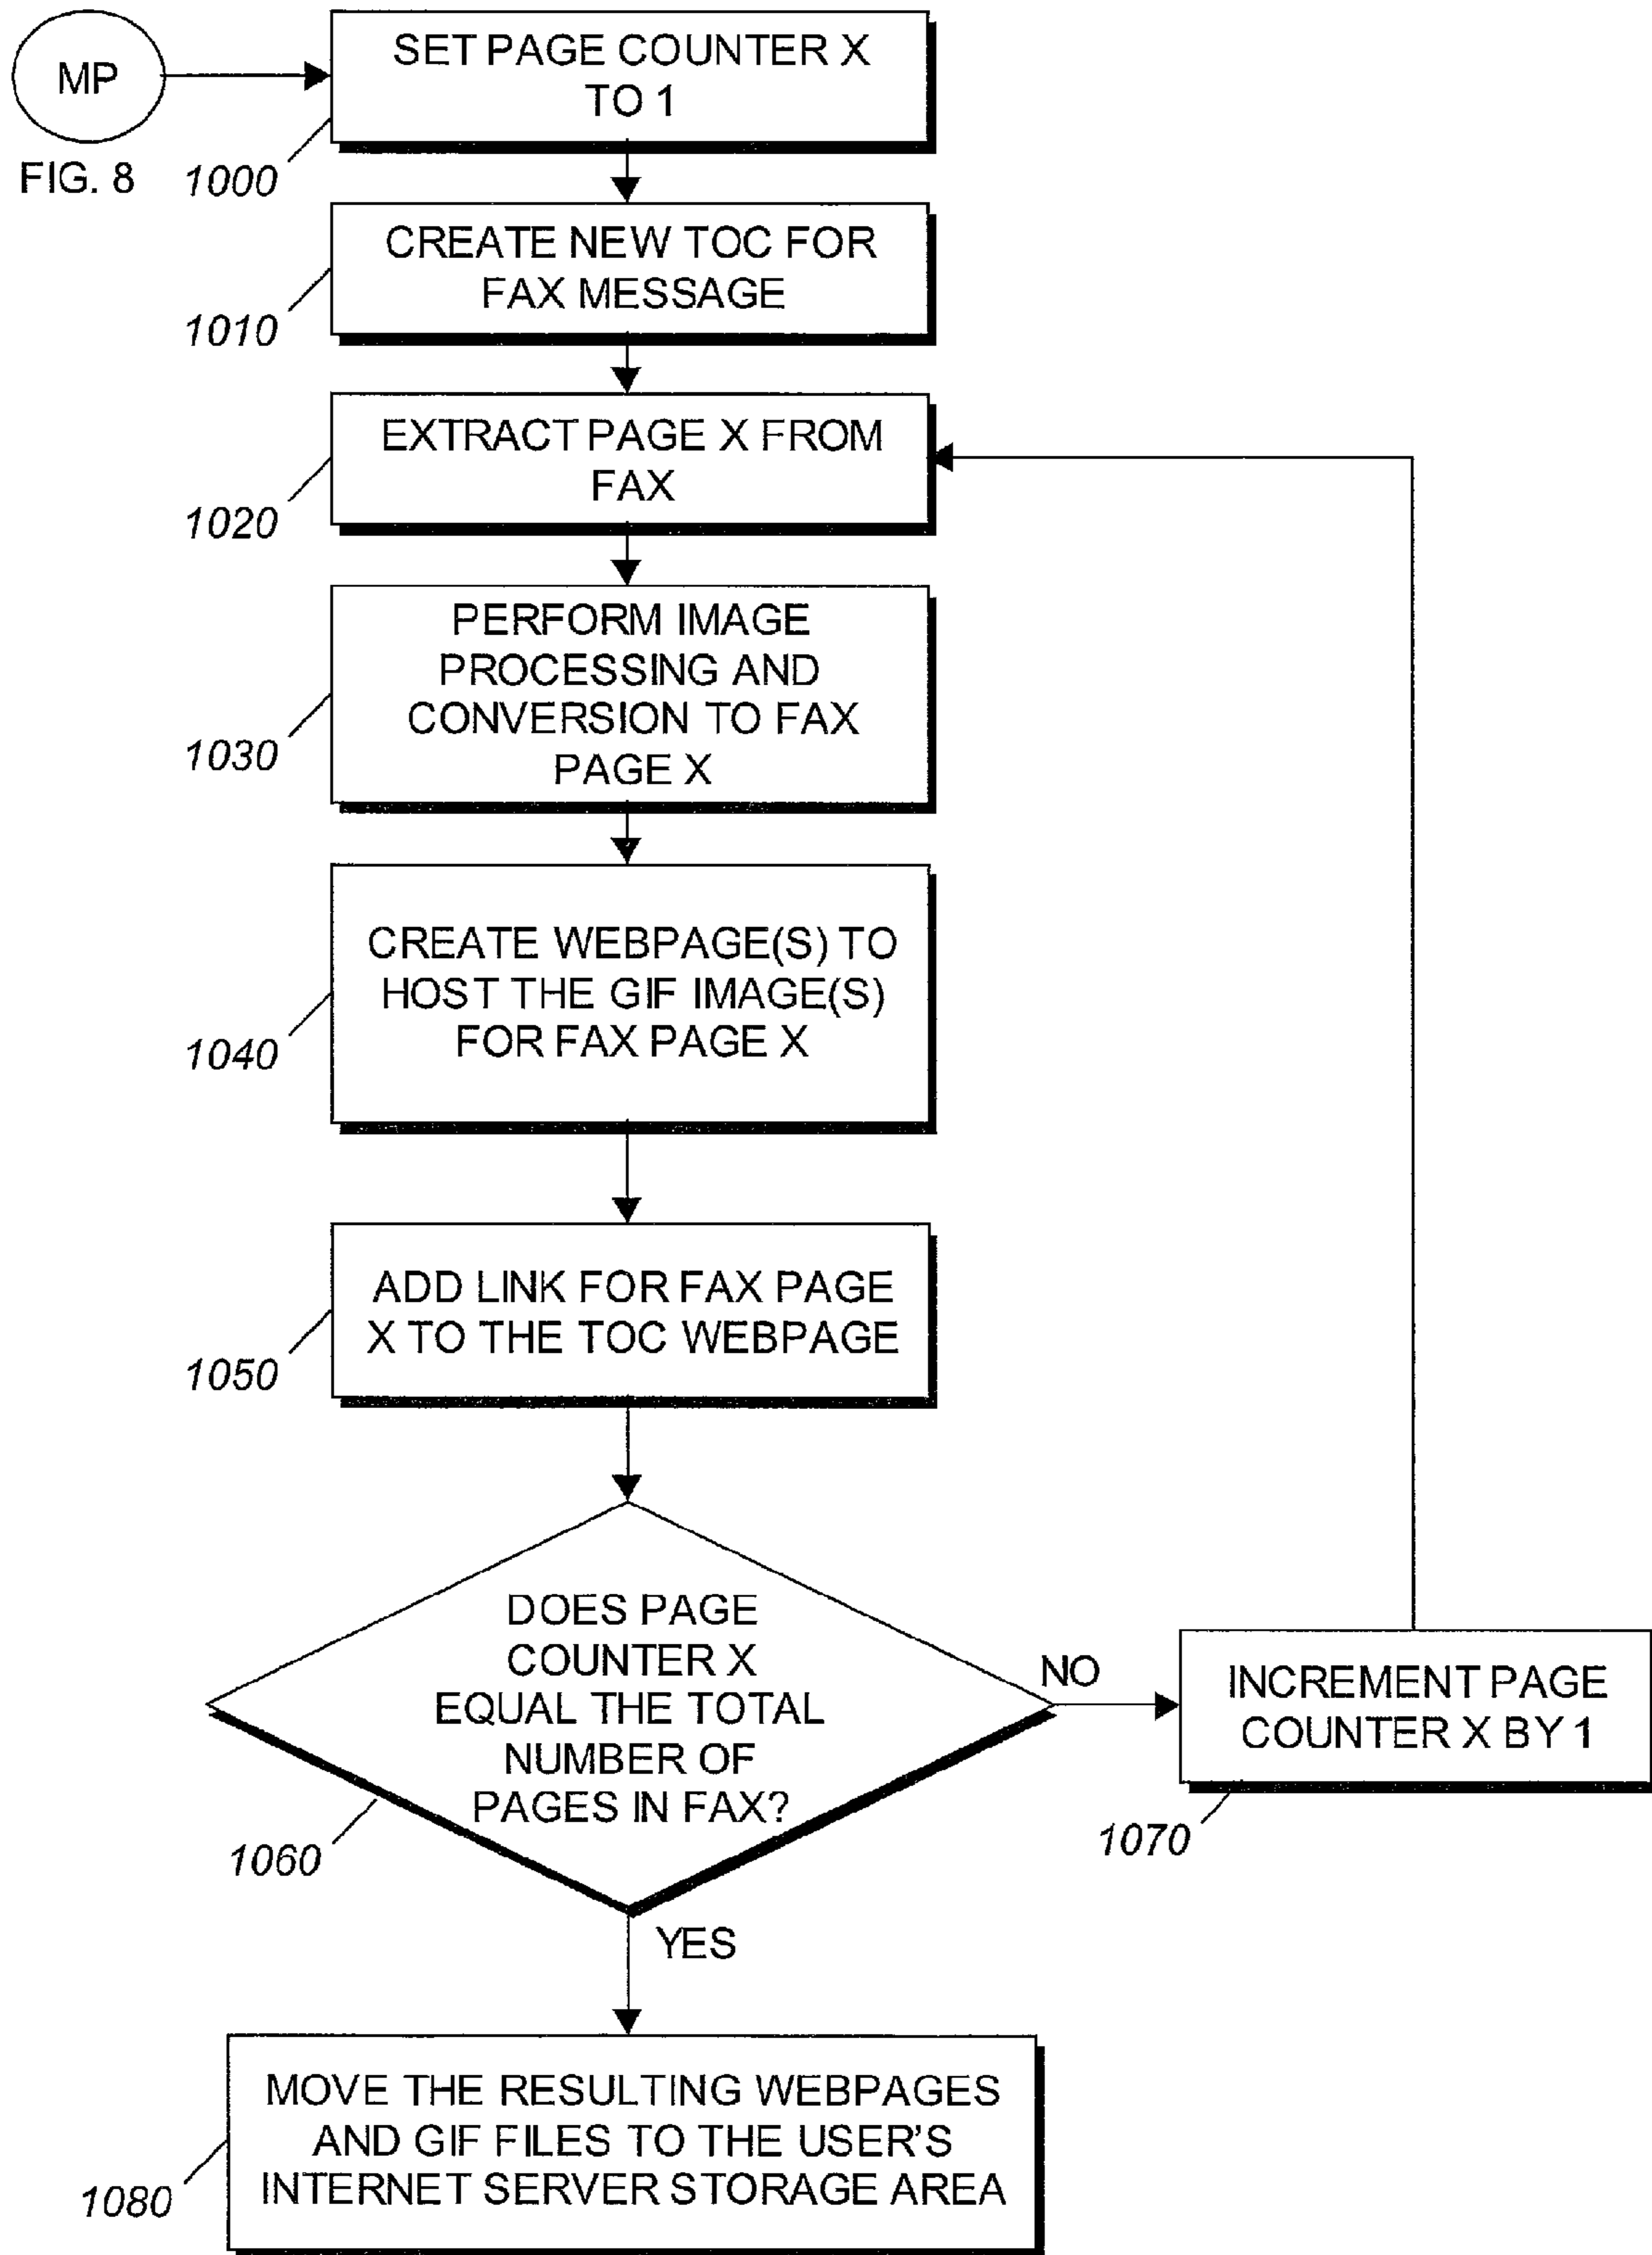 MP
FIG. 8
SET PAGE COUNTER X
TO 1
1000
CREATE NEW TOC FOR
FAX MESSAGE
1010
EXTRACT PAGE X FROM
FAX
1020
PERFORM IMAGE
PROCESSING AND
CONVERSION TO FAX
PAGE X
1030
CREATE WEBPAGE(S) TO
HOST THE GIF IMAGE(S)
FOR FAX PAGE X
1040
ADD LINK FOR FAX PAGE
X TO THE TOC WEBPAGE
1050
DOES PAGE
COUNTER X
EQUAL THE TOTAL
NUMBER OF
PAGES IN FAX?
1060
NO
INCREMENT PAGE
COUNTER X BY 1
1070
YES
MOVE THE RESULTING WEBPAGES
AND GIF FILES TO THE USER'S
INTERNET SERVER STORAGE AREA
1080